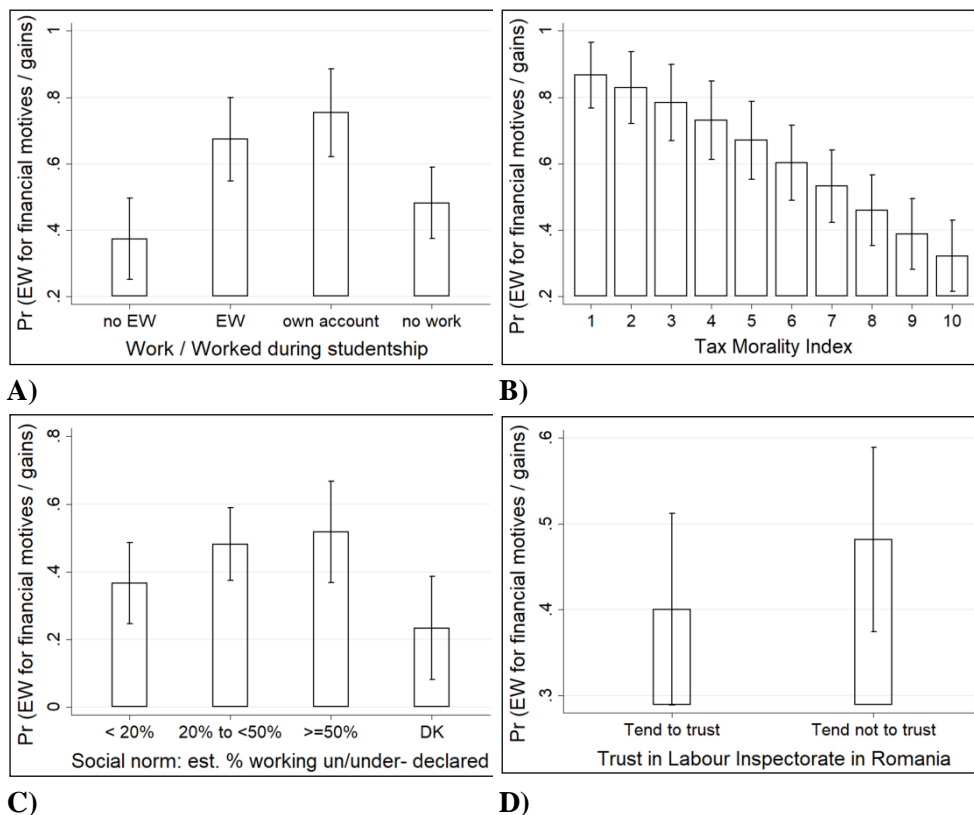 Pr (EW for financial motives / gains)
1
.8
.6
.4
.2
no EW EW own account no work
Work / Worked during studentship
A)
Pr (EW for financial motives / gains)
1
.8
.6
.4
.2
1 2 3 4 5 6 7 8 9 10
Tax Morality Index
B)
Pr (EW for financial motives / gains)
.8
.6
.4
.2
0
< 20% 20% to <50% >=50% DK
Social norm: est. % working un/under- declared
C)
Pr (EW for financial motives / gains)
.6
.5
.4
.3
Tend to trust Tend not to trust
Trust in Labour Inspectorate in Romania
D)